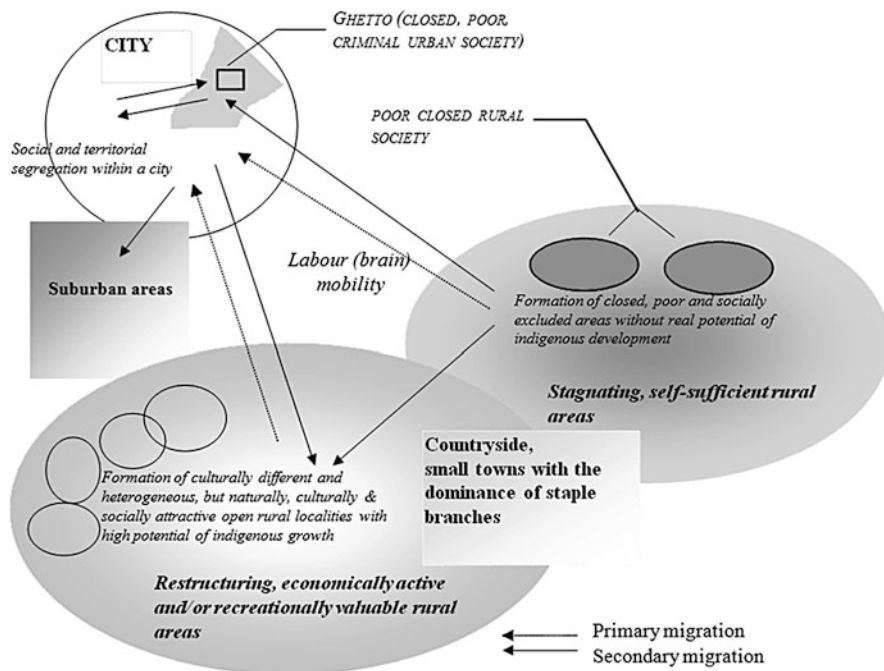 GHETTO (CLOSED, POOR,
CRIMINAL URBAN SOCIETY)
CITY
POOR CLOSED RURAL
SOCIETY
Social and territorial
segregation within a city
Labour (brain)
mobility
Suburban areas
Formation of closed, poor and socially
excluded areas without real potential of
indigenous development
Stagnating, self-sufficient rural
areas
Countryside,
small towns with the
dominance of staple
branches
Formation of culturally different and
heterogeneous, but naturally, culturally &
socially attractive open rural localities with
high potential of indigenous growth
Restructuring, economically active
and/or recreationally valuable rural
areas
Primary migration
Secondary migration